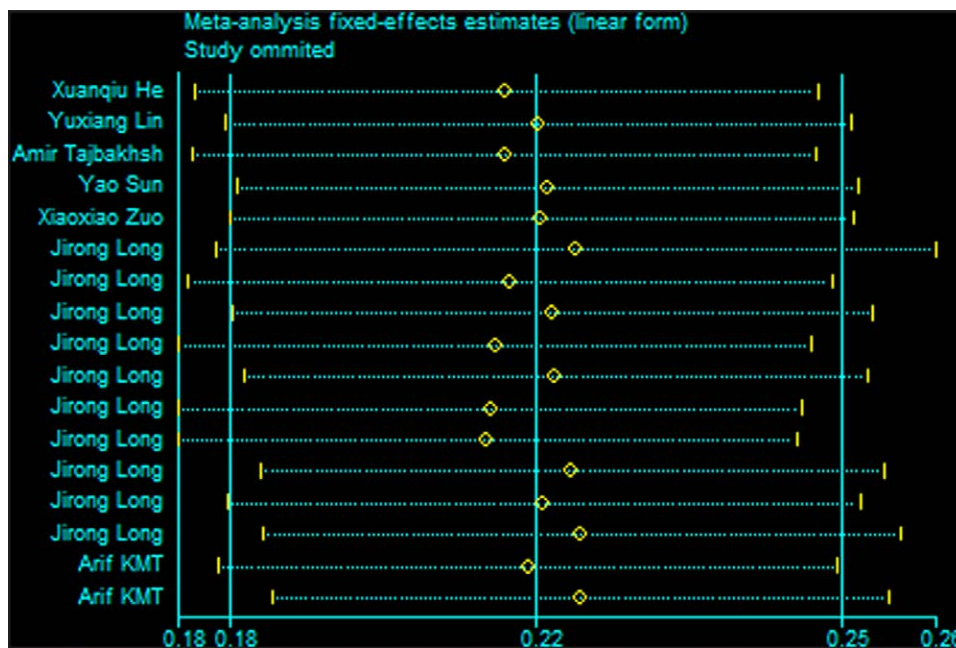 Meta-analysis fixed-effects estimates (linear form)
Study ommited
Xuanqiu He
Yuxiang Lin
Amir Tajbakhsh
Yao Sun
Xiaoxiao Zuo
Jirong Long
Jirong Long
Jirong Long
Jirong Long
Jirong Long
Jirong Long
Jirong Long
Jirong Long
Jirong Long
Jirong Long
Arif KMT
Arif KMT
0.18 0.18 0.22 0.25 0.26